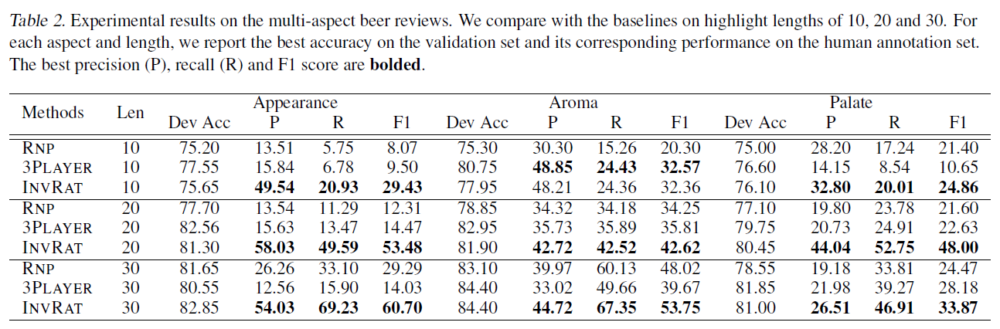 Table 2. Experimental results on the multi-aspect beer reviews. We compare with the baselines on highlight lengths of 10, 20 and 30. For
each aspect and length, we report the best accuracy on the validation set and its corresponding performance on the human annotation set.
The best precision (P), recall (R) and F1 score are bolded.
Methods Len Appearance Aroma Palate
Dev Acc P R F1 Dev Acc P R F1 Dev Acc P R F1
RNP 10 75.20 13.51 5.75 8.07 75.30 30.30 15.26 20.30 75.00 28.20 17.24 21.40
3PLAYER 10 77.55 15.84 6.78 9.50 80.75 48.85 24.43 32.57 76.60 14.15 8.54 10.65
INVRAT 10 75.65 49.54 20.93 29.43 77.95 48.21 24.36 32.36 76.10 32.80 20.01 24.86
RNP 20 77.70 13.54 11.29 12.31 78.85 34.32 34.18 34.25 77.10 19.80 23.78 21.60
3PLAYER 20 82.56 15.63 13.47 14.47 82.95 35.73 35.89 35.81 79.75 20.73 24.91 22.63
INVRAT 20 81.30 58.03 49.59 53.48 81.90 42.72 42.52 42.62 80.45 44.04 52.75 48.00
RNP 30 81.65 26.26 33.10 29.29 83.10 39.97 60.13 48.02 78.55 19.18 33.81 24.47
3PLAYER 30 80.55 12.56 15.90 14.03 84.40 33.02 49.66 39.67 81.85 21.98 39.27 28.18
INVRAT 30 82.85 54.03 69.23 60.70 84.40 44.72 67.35 53.75 81.00 26.51 46.91 33.87